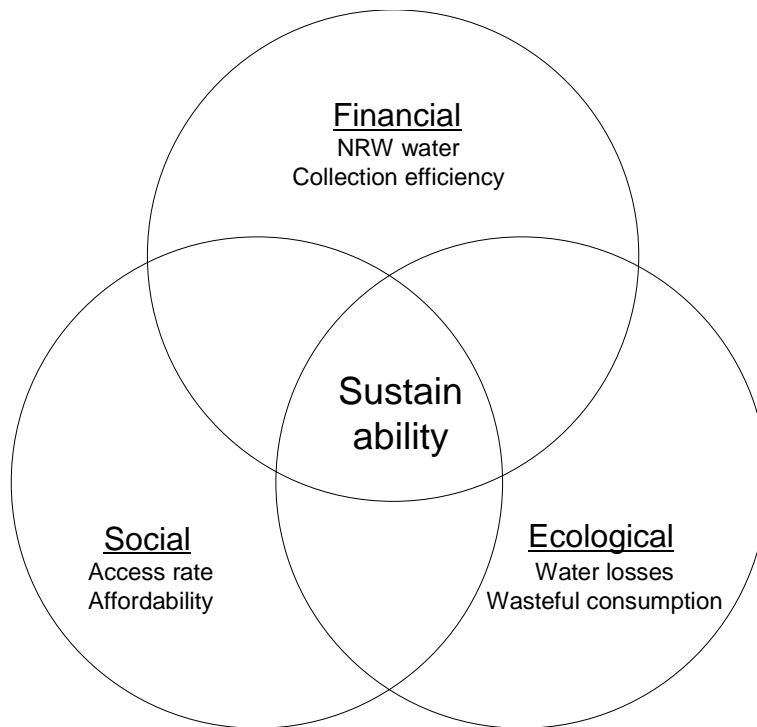 Financial
NRW water
Collection efficiency
Sustain
ability
Social
Access rate
Affordability
Ecological
Water losses
Wasteful consumption